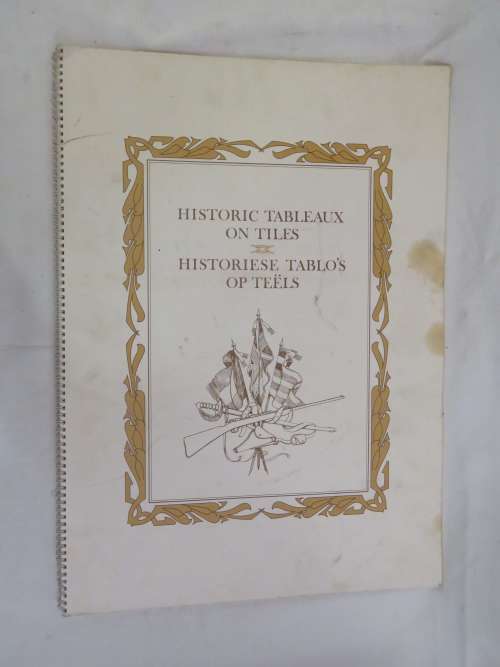 HISTORIC TABLEAUX
ON TILES
HISTORIESE TABLO'S
OP TEËLS